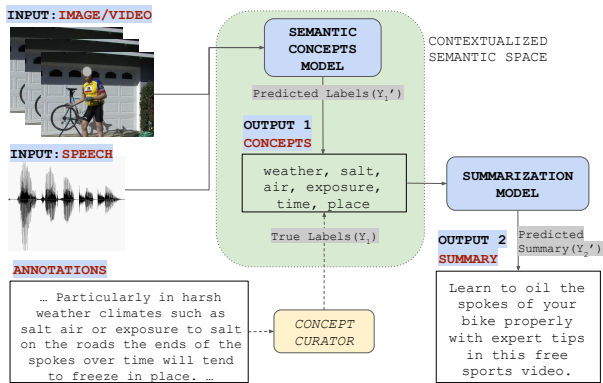 INPUT:IMAGE/VIDEO
SEMANTIC
CONCEPTS
MODEL
CONTEXTUALIZED
SEMANTIC SPACE
Predicted Labels(Y₁′)
OUTPUT 1
CONCEPTS
INPUT:SPEECH
weather, salt,
air, exposure,
time, place
SUMMARIZATION
MODEL
True Labels(Y₁)
OUTPUT 2
SUMMARY
Predicted
Summary(Y₂′)
ANNOTATIONS
… Particularly in harsh
weather climates such as
salt air or exposure to salt
on the roads the ends of the
spokes over time will tend
to freeze in place. …
CONCEPT
CURATOR
Learn to oil the
spokes of your
bike properly
with expert tips
in this free
sports video.